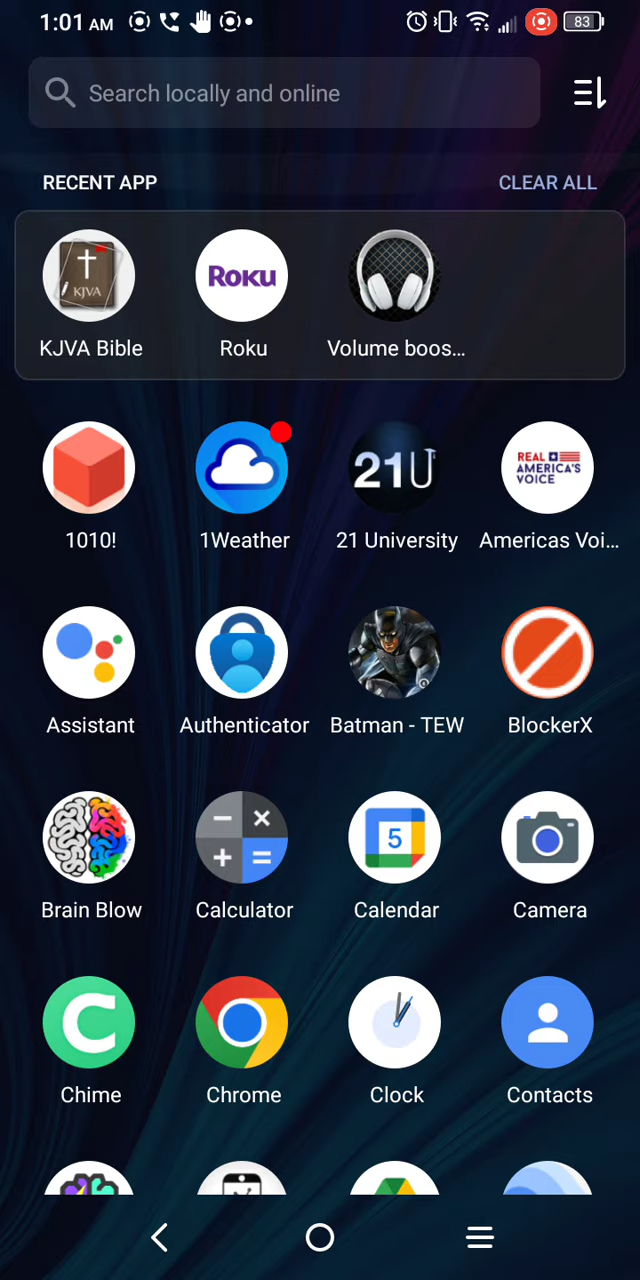 1:01 AM 83
Search locally and online
RECENT APP CLEAR ALL
KJVA
ROKU
KJVA Bible Roku Volume boos...
21U
REAL
AMERICA'S
VOICE
1010! 1Weather 21 University Americas Voi...
Assistant Authenticator Batman - TEW BlockerX
5
Brain Blow Calculator Calendar Camera
C
Chime Chrome Clock Contacts